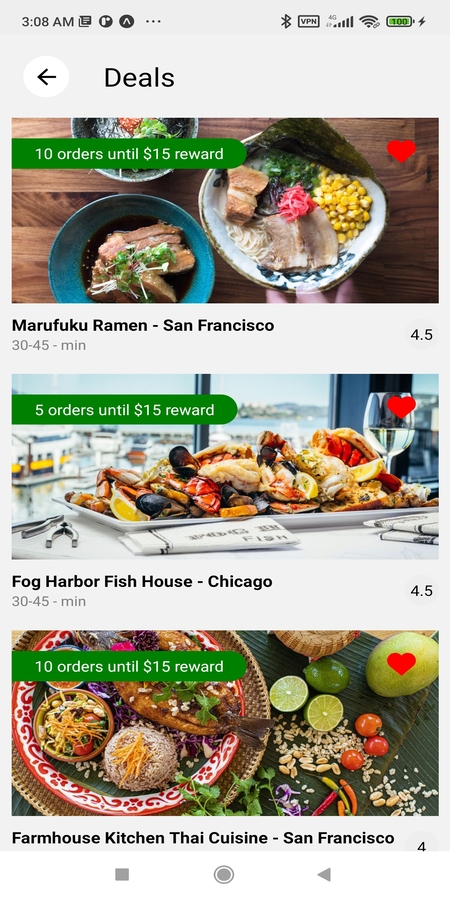 3:08 AM
VPN 4G 100
Deals
10 orders until $15 reward
Marufuku Ramen - San Francisco
30-45 - min
4.5
5 orders until $15 reward
FISH
Fog Harbor Fish House - Chicago
30-45 - min
4.5
10 orders until $15 reward
Farmhouse Kitchen Thai Cuisine - San Francisco
4